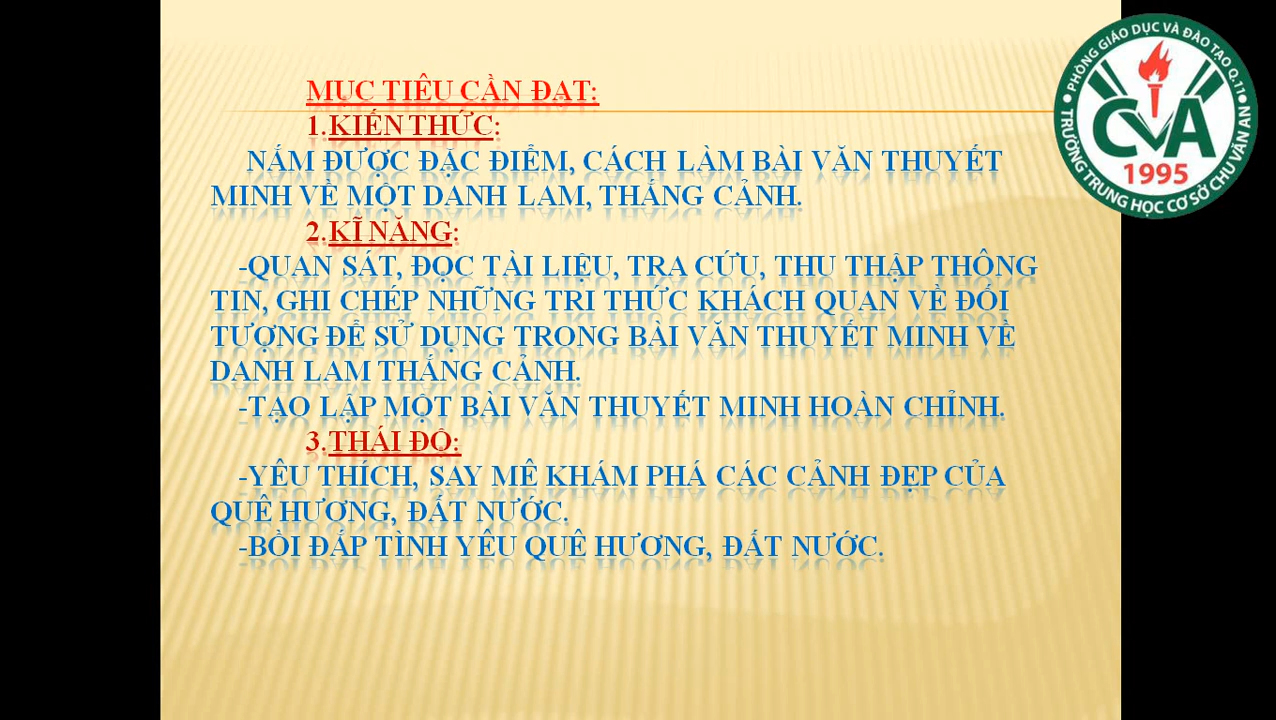 MỤC TIÊU CẦN ĐẠT:
1.KIẾN THỨC:
NẮM ĐƯỢC ĐẶC ĐIỂM, CÁCH LÀM BÀI VĂN THUYẾT
MINH VỀ MỘT DANH LAM, THẮNG CẢNH.
2.KĨ NĂNG:
-QUAN SÁT, ĐỌC TÀI LIỆU, TRA CỨU, THU THẬP THÔNG
TIN, GHI CHÉP NHỮNG TRI THỨC KHÁCH QUAN VỀ ĐỐI
TƯỢNG ĐỂ SỬ DỤNG TRONG BÀI VĂN THUYẾT MINH VỀ
DANH LAM THẮNG CẢNH.
-TẠO LẬP MỘT BÀI VĂN THUYẾT MINH HOÀN CHỈNH.
3.THÁI ĐỘ:
-YÊU THÍCH, SAY MÊ KHÁM PHÁ CÁC CẢNH ĐẸP CỦA
QUÊ HƯƠNG, ĐẤT NƯỚC.
-BỒI ĐẮP TÌNH YÊU QUÊ HƯƠNG, ĐẤT NƯỚC.
PHÒNG GIÁO DỤC VÀ ĐÀO TẠO Q.11
CVA
1995
TRƯỜNG TRUNG HỌC CƠ SỞ CHU VĂN AN